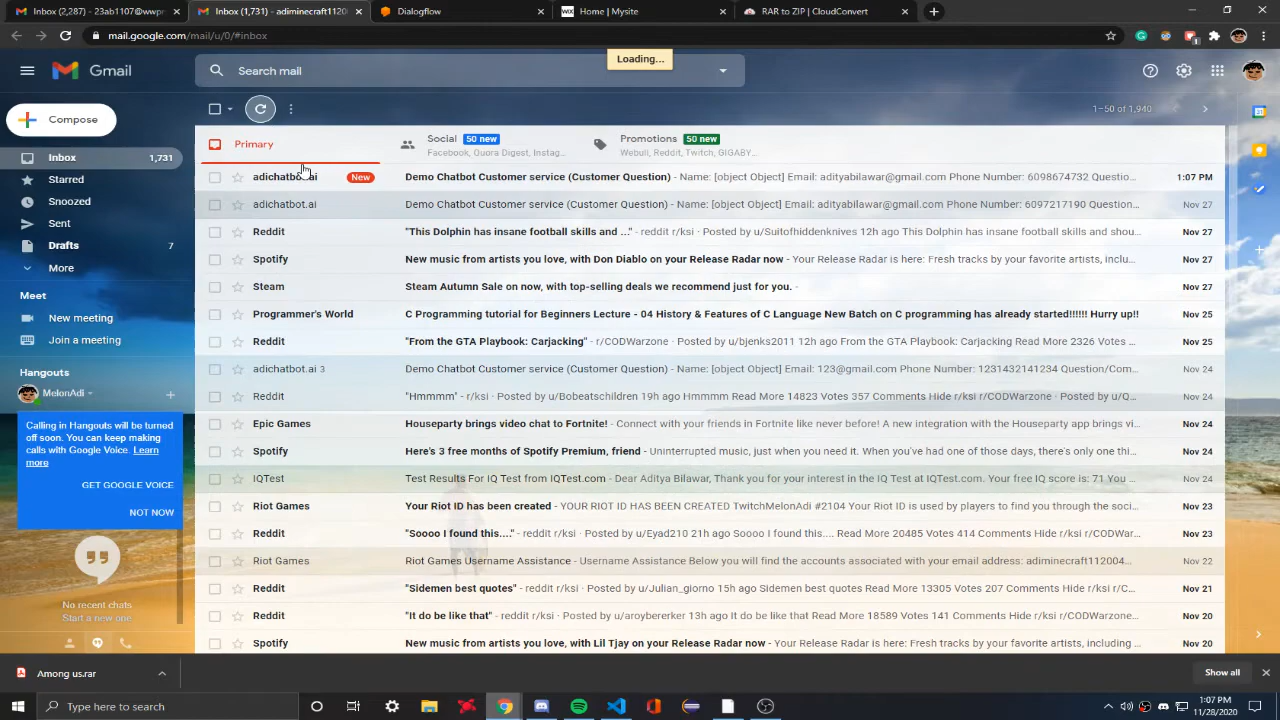 Inbox (2,287) - 23ab1107@wwpr
Inbox (1,731) - adiminecraft1120
Dialogflow
Home | Mysite
RAR to ZIP | CloudConvert
mail.google.com/mail/u/0/#inbox
Gmail
Search mail
Loading...
Compose
1–50 of 1,940
Inbox 1,731
Starred
Snoozed
Sent
Drafts 7
More
Meet
New meeting
Join a meeting
Hangouts
MelonAdi
Calling in Hangouts will be turned
off soon. You can keep making
calls with Google Voice. Learn
more
GET GOOGLE VOICE
NOT NOW
No recent chats
Start a new one
Primary
Social 50 new
Facebook, Quora Digest, Instag...
Promotions 50 new
Webull, Reddit, Twitch, GIGABY...
adichatbot.ai New Demo Chatbot Customer service (Customer Question) - Name: [object Object] Email: adityabilawar@gmail.com Phone Number: 6098674732 Questio... 1:07 PM
adichatbot.ai Demo Chatbot Customer service (Customer Question) - Name: [object Object] Email: adityabilawar@gmail.com Phone Number: 6097217190 Question... Nov 27
Reddit "This Dolphin has insane football skills and ..." - reddit r/ksi · Posted by u/Suitofhiddenknives 12h ago This Dolphin has insane football skills and shou... Nov 27
Spotify New music from artists you love, with Don Diablo on your Release Radar now - Your Release Radar is here: Fresh tracks by your favorite artists, inclu... Nov 27
Steam Steam Autumn Sale on now, with top-selling deals we recommend just for you. - Nov 27
Programmer's World C Programming tutorial for Beginners Lecture - 04 History & Features of C Language New Batch on C programming has already started!!!!!! Hurry up!! Nov 25
Reddit "From the GTA Playbook: Carjacking" - r/CODWarzone · Posted by u/bjenks2011 12h ago From the GTA Playbook: Carjacking Read More 2326 Votes ... Nov 25
adichatbot.ai 3 Demo Chatbot Customer service (Customer Question) - Name: [object Object] Email: 123@gmail.com Phone Number: 1231432141234 Question/Com... Nov 24
Reddit "Hmmmm" - r/ksi · Posted by u/Bobeatschildren 19h ago Hmmmm Read More 14823 Votes 357 Comments Hide r/ksi r/CODWarzone · Posted by u/Q... Nov 24
Epic Games Houseparty brings video chat to Fortnite! - Connect with your friends in Fortnite like never before! A new integration with the Houseparty app brings vi... Nov 24
Spotify Here's 3 free months of Spotify Premium, friend - Uninterrupted music, just when you need it. When you've had one of those days, there's only one thi... Nov 24
IQTest Test Results For IQ Test from IQTest.com - Dear Aditya Bilawar, Thank you for your interest in the IQ Test at IQTest.com. Your free IQ score is: 71 You ... Nov 24
Riot Games Your Riot ID has been created - YOUR RIOT ID HAS BEEN CREATED TwitchMelonAdi #2104 Your Riot ID is used by players to find you through the soci... Nov 23
Reddit "Soooo I found this...." - reddit r/ksi · Posted by u/Eyad210 21h ago Soooo I found this.... Read More 20485 Votes 414 Comments Hide r/ksi r/CODWar... Nov 23
Riot Games Riot Games Username Assistance - Username Assistance Below you will find the accounts associated with your email address: adiminecraft112004... Nov 22
Reddit "Sidemen best quotes" - reddit r/ksi · Posted by u/Julian_giorno 15h ago Sidemen best quotes Read More 13305 Votes 207 Comments Hide r/ksi r/C... Nov 21
Reddit "It do be like that" - reddit r/ksi · Posted by u/aroybererker 13h ago It do be like that Read More 18589 Votes 141 Comments Hide r/ksi r/CODWarzone... Nov 20
Spotify New music from artists you love, with Lil Tjay on your Release Radar now - Your Release Radar is here: Fresh tracks by your favorite artists, including ... Nov 20
Among us.rar
Show all
Type here to search
1:07 PM
11/28/2020